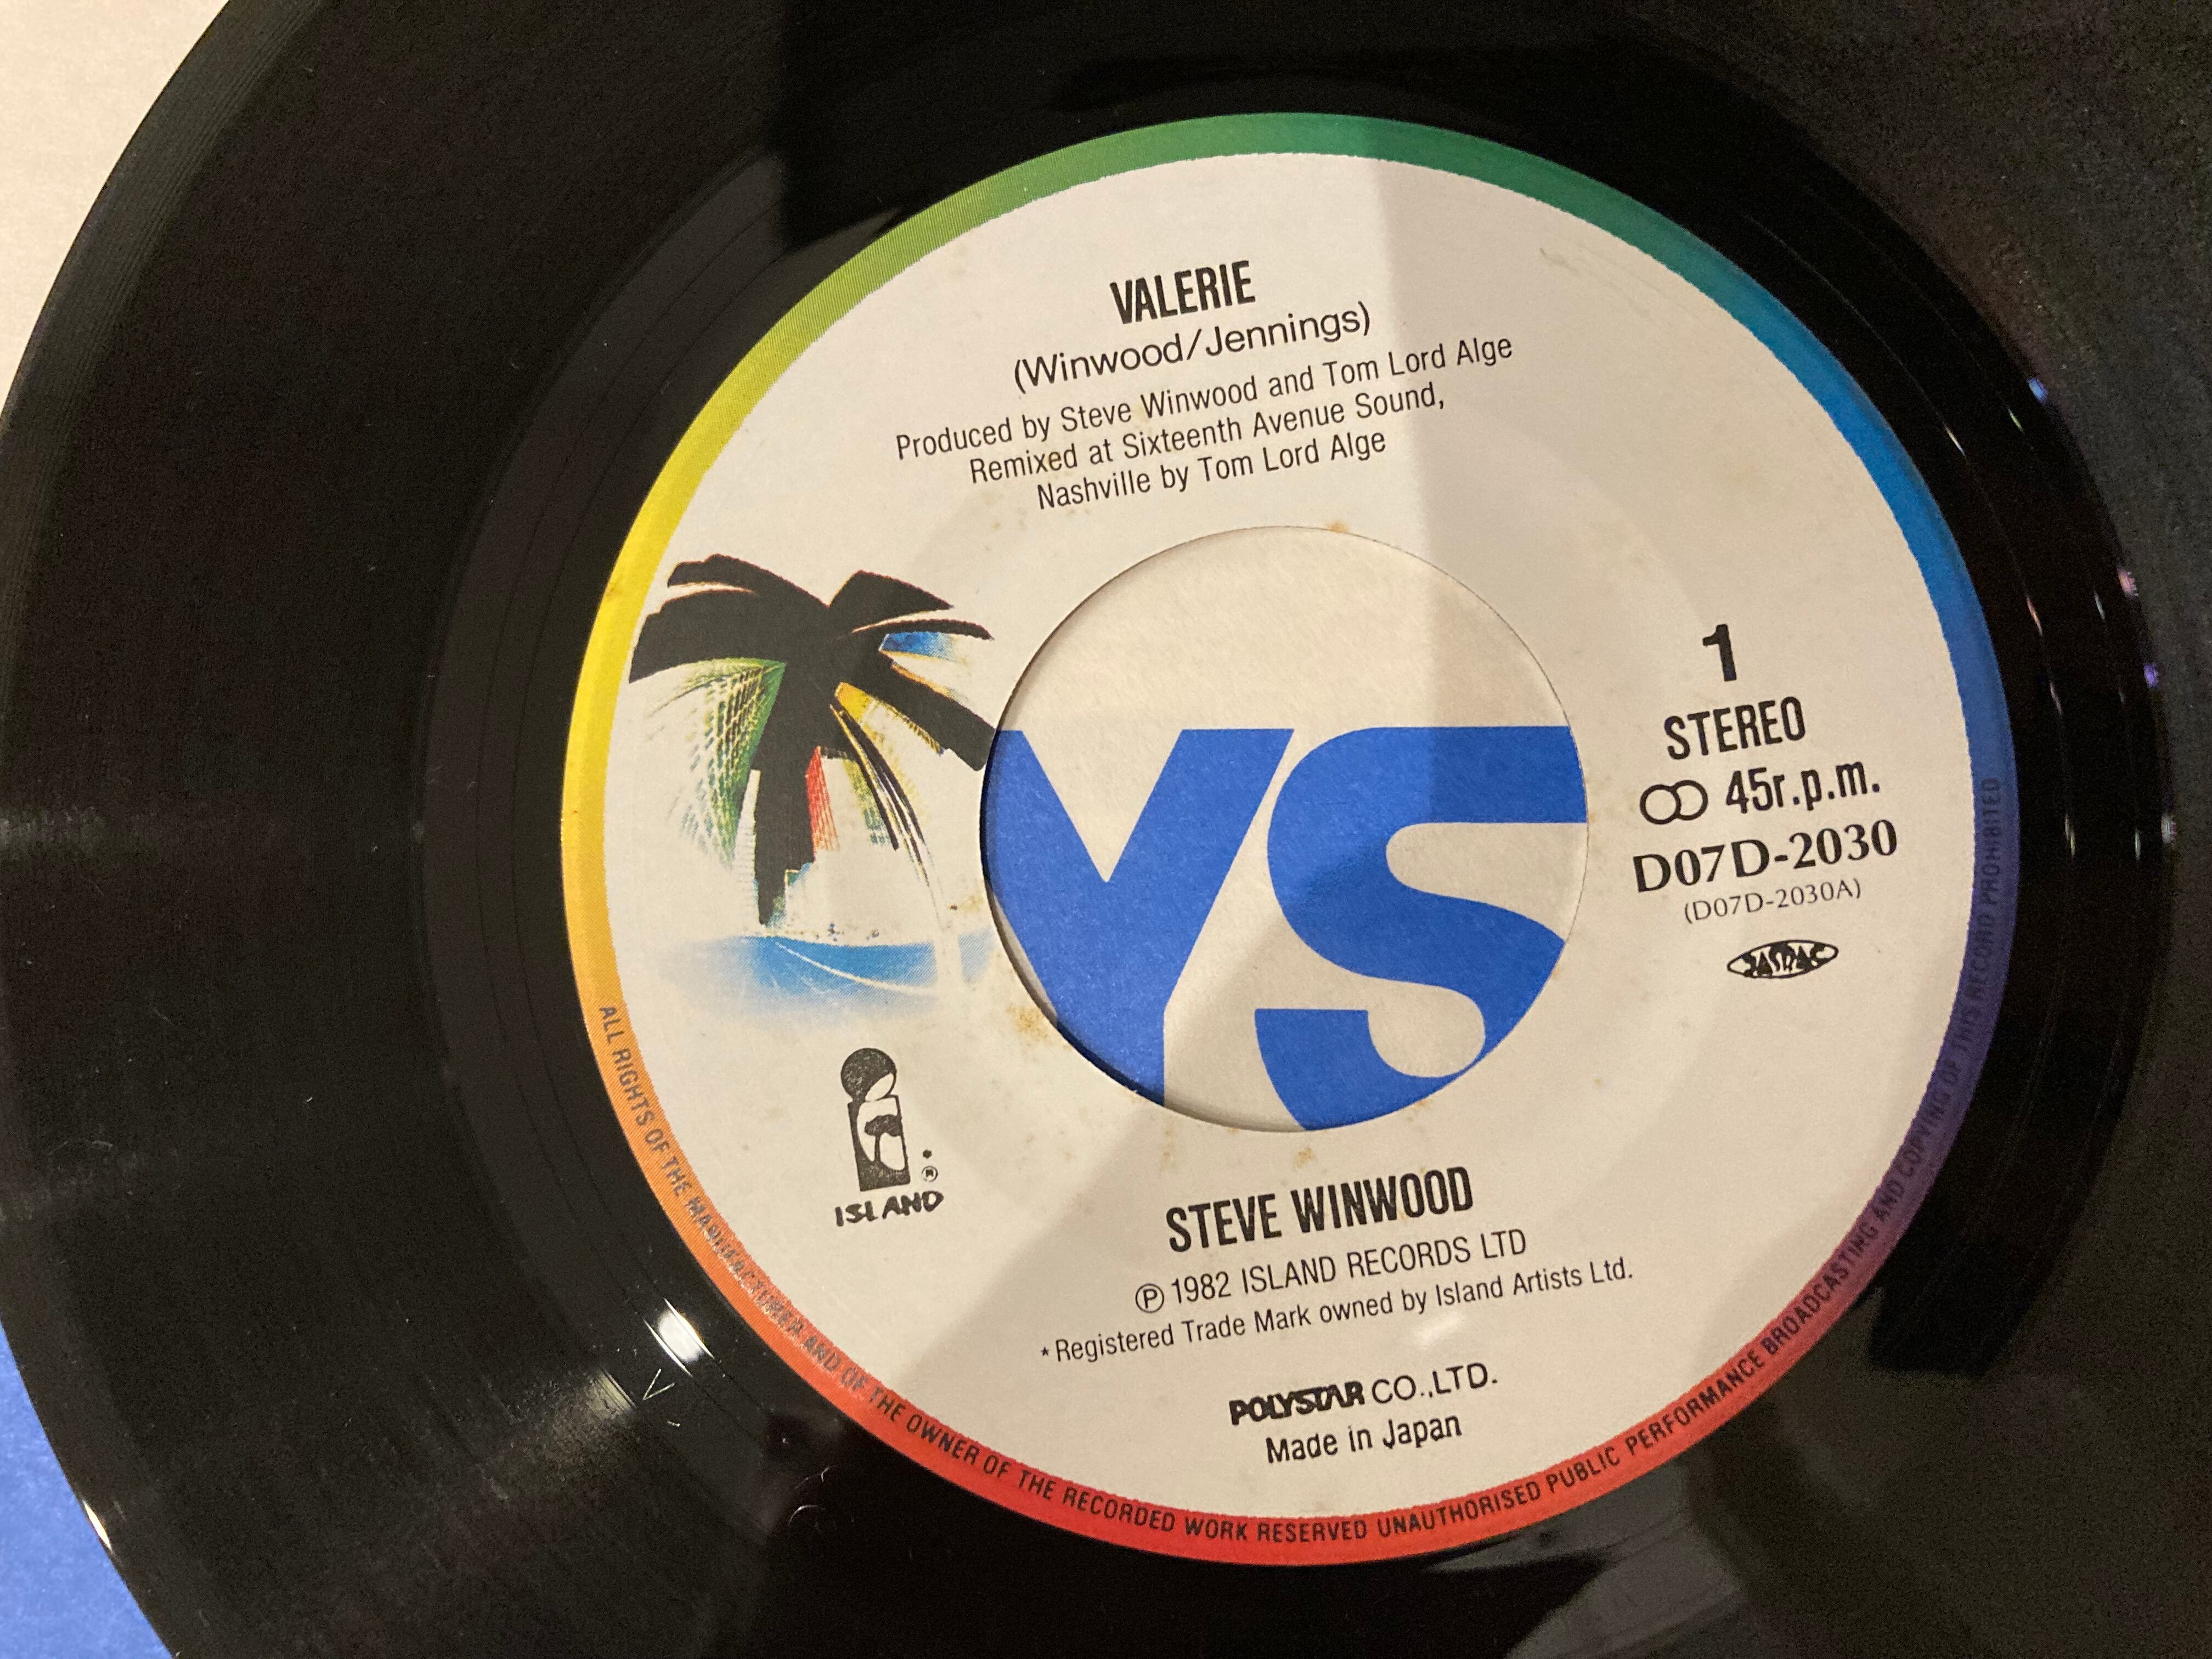 VALERIE
(Winwood/Jennings)
Produced by Steve Winwood and Tom Lord Alge
Remixed at Sixteenth Avenue Sound,
Nashville by Tom Lord Alge
YS
1
STEREO
45r.p.m.
D07D-2030
(D07D-2030A)
JASRAC
ISLAND
STEVE WINWOOD
Ⓟ 1982 ISLAND RECORDS LTD
*Registered Trade Mark owned by Island Artists Ltd.
POLYSTAR CO.,LTD.
Made in Japan
ALL RIGHTS OF THE MANUFACTURER AND OF THE OWNER OF THE RECORDED WORK RESERVED UNAUTHORISED PUBLIC PERFORMANCE BROADCASTING AND COPYING OF THIS RECORD PROHIBITED